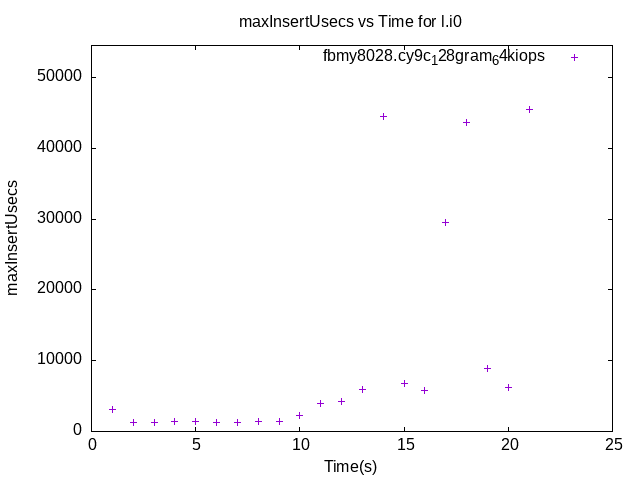 maxInsertUsecs vs Time for l.i0
fbmy8028.cy9c₁28gram₆4kiops
50000
40000
30000
20000
10000
0
maxInsertUsecs
0 5 10 15 20 25
Time(s)